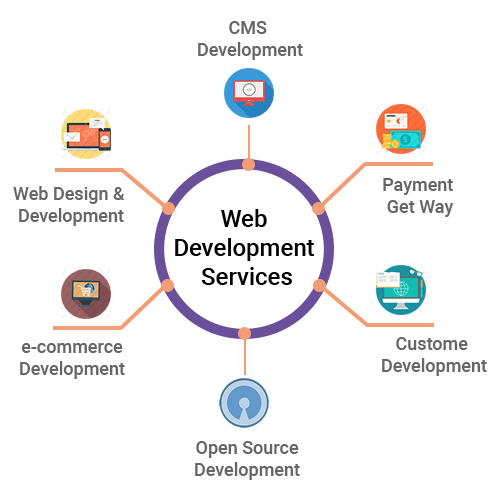 CMS
Development
Web Design &
Development
Payment
Get Way
Web
Development
Services
e-commerce
Development
Custome
Development
Open Source
Development